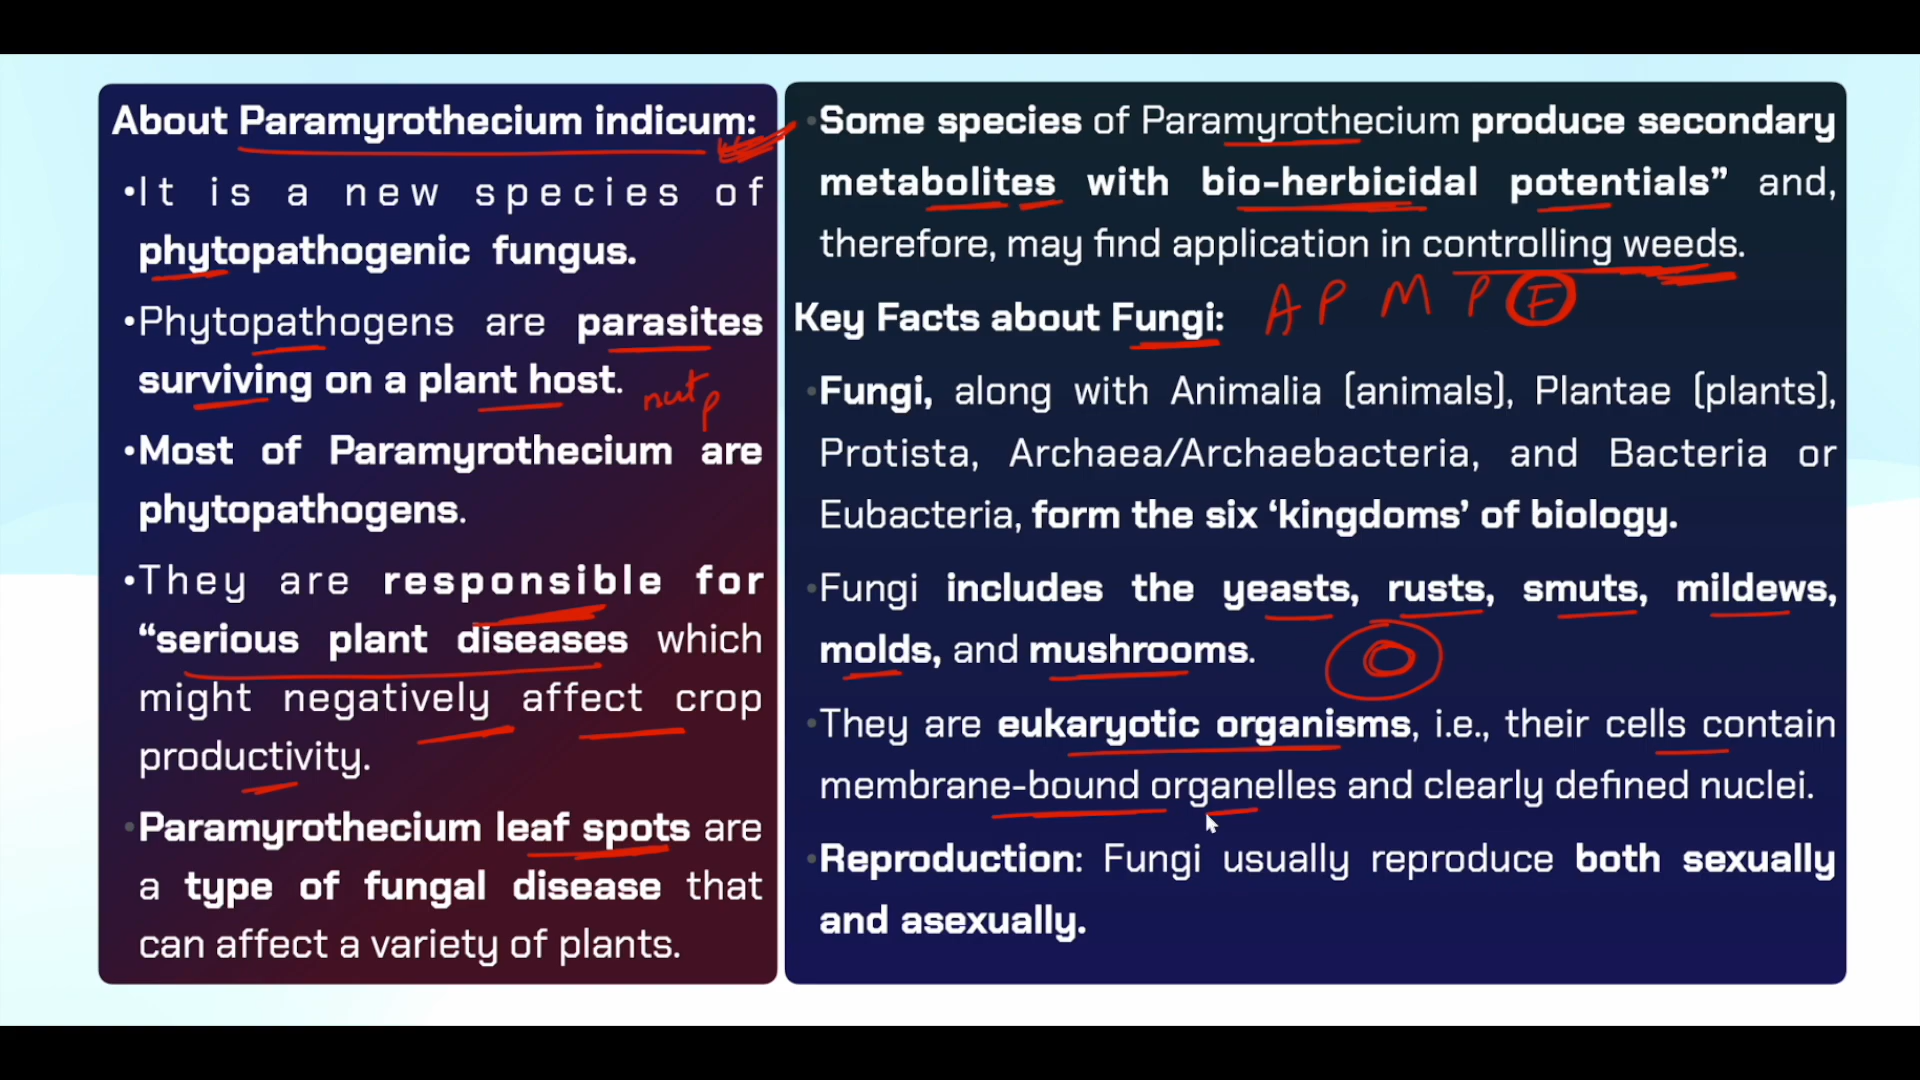 About Paramyrothecium indicum:
•It is a new species of
phytopathogenic fungus.
•Phytopathogens are parasites
surviving on a plant host.
nut
p
•Most of Paramyrothecium are
phytopathogens.
•They are responsible for
“serious plant diseases which
might negatively affect crop
productivity.
•Paramyrothecium leaf spots are
a type of fungal disease that
can affect a variety of plants.
•Some species of Paramyrothecium produce secondary
metabolites with bio-herbicidal potentials” and,
therefore, may find application in controlling weeds.
Key Facts about Fungi:
A P M P F
•Fungi, along with Animalia (animals), Plantae (plants),
Protista, Archaea/Archaebacteria, and Bacteria or
Eubacteria, form the six ‘kingdoms’ of biology.
•Fungi includes the yeasts, rusts, smuts, mildews,
molds, and mushrooms.
•They are eukaryotic organisms, i.e., their cells contain
membrane-bound organelles and clearly defined nuclei.
•Reproduction: Fungi usually reproduce both sexually
and asexually.